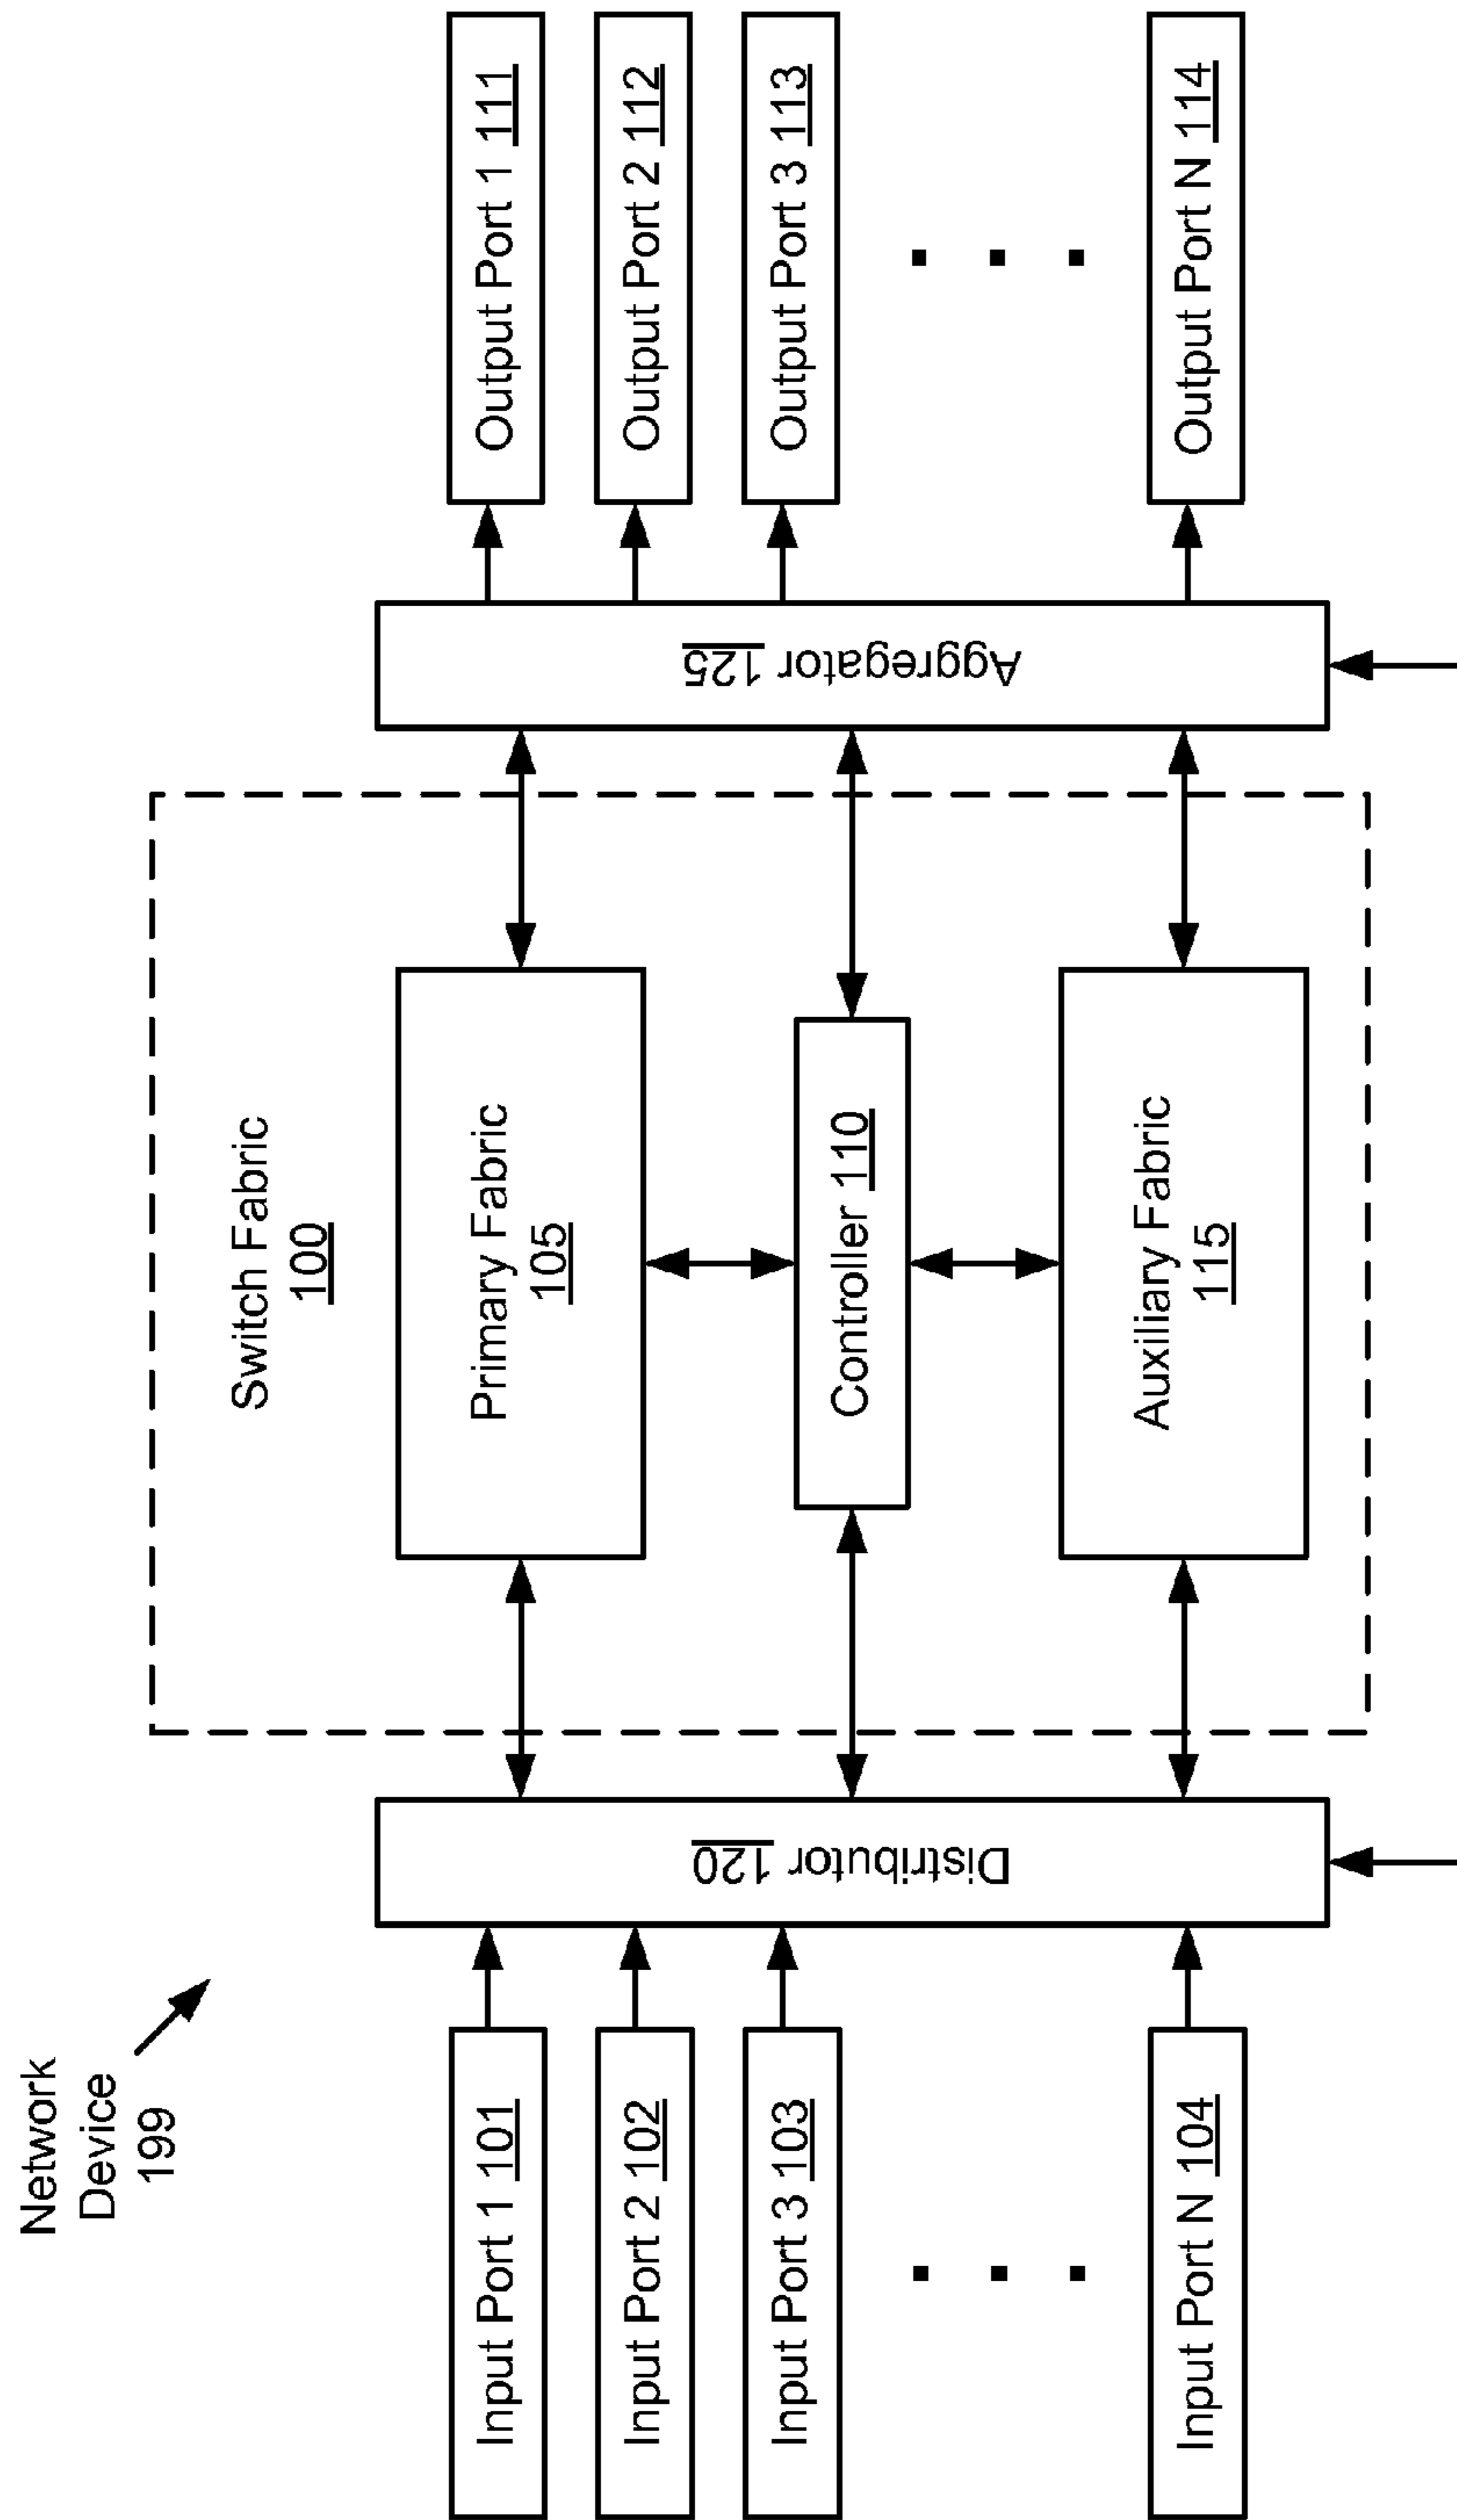 Network
Device
199
Switch Fabric
100
Input Port 1 101
Input Port 2 102
Input Port 3 103
Input Port N 104
Distributor 120
Primary Fabric
105
Controller 110
Auxiliary Fabric
115
Aggregator 125
Output Port 1 111
Output Port 2 112
Output Port 3 113
Output Port N 114